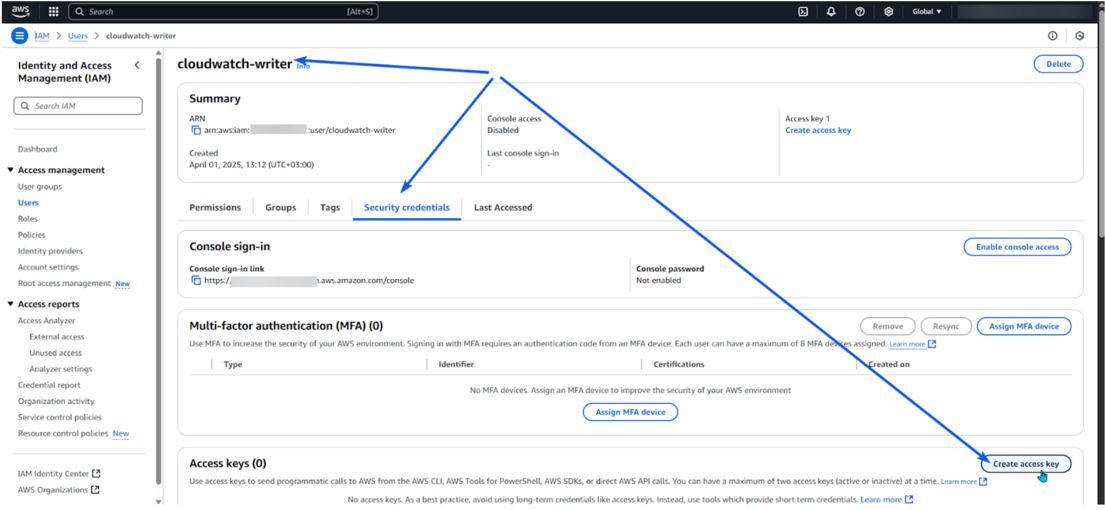 aws
Search
[Alt+S]
Global
IAM > Users > cloudwatch-writer
Identity and Access
Management (IAM)
Search IAM
Dashboard
Access management
User groups
Users
Roles
Policies
Identity providers
Account settings
Root access management New
Access reports
Access Analyzer
External access
Unused access
Analyzer settings
Credential report
Organization activity
Service control policies
Resource control policies New
IAM Identity Center
AWS Organizations
cloudwatch-writer Info
Delete
Summary
ARN
arn:aws:iam: :user/cloudwatch-writer
Created
April 01, 2025, 13:12 (UTC+03:00)
Console access
Disabled
Last console sign-in
-
Access key 1
Create access key
Permissions
Groups
Tags
Security credentials
Last Accessed
Console sign-in
Enable console access
Console sign-in link
https:/ .aws.amazon.com/console
Console password
Not enabled
Multi-factor authentication (MFA) (0)
Remove
Resync
Assign MFA device
Use MFA to increase the security of your AWS environment. Signing in with MFA requires an authentication code from an MFA device. Each user can have a maximum of 8 MFA devices assigned. Learn more
Type
Identifier
Certifications
Created on
No MFA devices. Assign an MFA device to improve the security of your AWS environment
Assign MFA device
Access keys (0)
Create access key
Use access keys to send programmatic calls to AWS from the AWS CLI, AWS Tools for PowerShell, AWS SDKs, or direct AWS API calls. You can have a maximum of two access keys (active or inactive) at a time. Learn more
No access keys. As a best practice, avoid using long-term credentials like access keys. Instead, use tools which provide short term credentials. Learn more